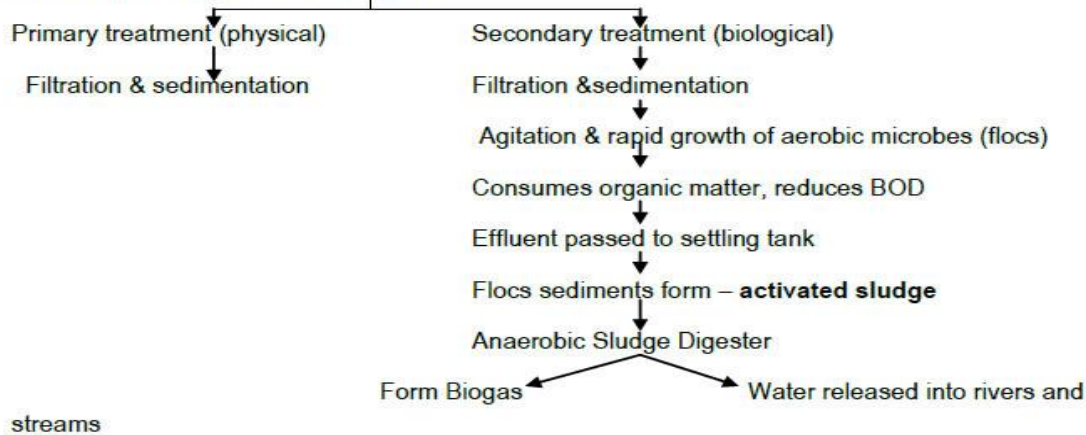 Primary treatment (physical) Secondary treatment (biological)
Filtration & sedimentation Filtration &sedimentation
Agitation & rapid growth of aerobic microbes (flocs)
Consumes organic matter, reduces BOD
Effluent passed to settling tank
Flocs sediments form – activated sludge
Anaerobic Sludge Digester
Form Biogas Water released into rivers and
streams